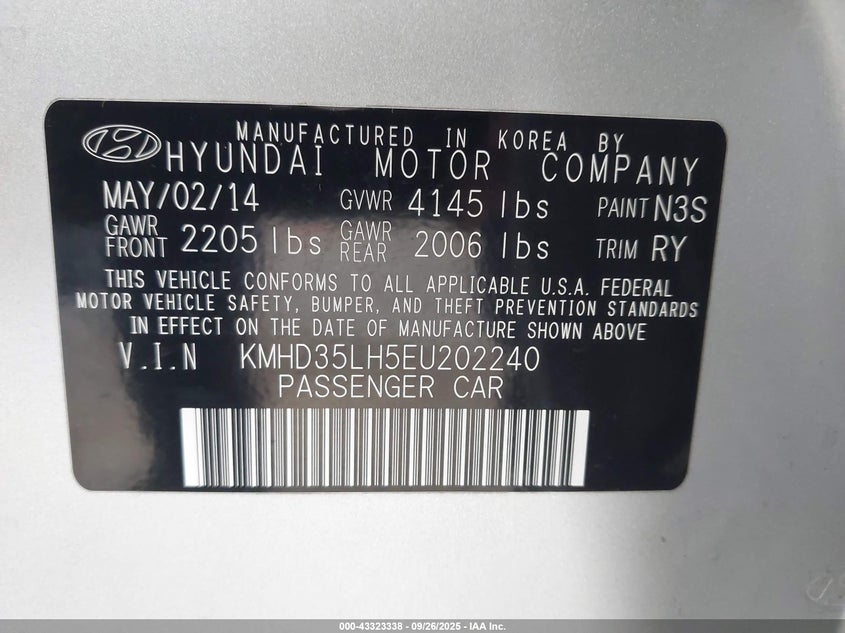 MANUFACTURED IN KOREA BY
HYUNDAI MOTOR COMPANY
MAY/02/14 GVWR 4145 lbs PAINT N3S
GAWR FRONT 2205 lbs GAWR REAR 2006 lbs TRIM RY
THIS VEHICLE CONFORMS TO ALL APPLICABLE U.S.A. FEDERAL
MOTOR VEHICLE SAFETY, BUMPER, AND THEFT PREVENTION STANDARDS
IN EFFECT ON THE DATE OF MANUFACTURE SHOWN ABOVE
V.I.N KMHD35LH5EU202240
PASSENGER CAR
000-43323338 - 09/26/2025 - IAA Inc.